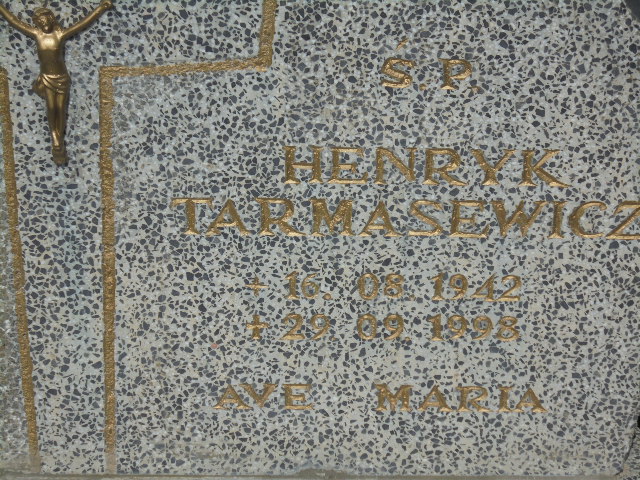 Ś.P.
HENRYK
TARMASEWICZ
+ 16. 08. 1942
+ 29. 09. 1998
AVE MARIA